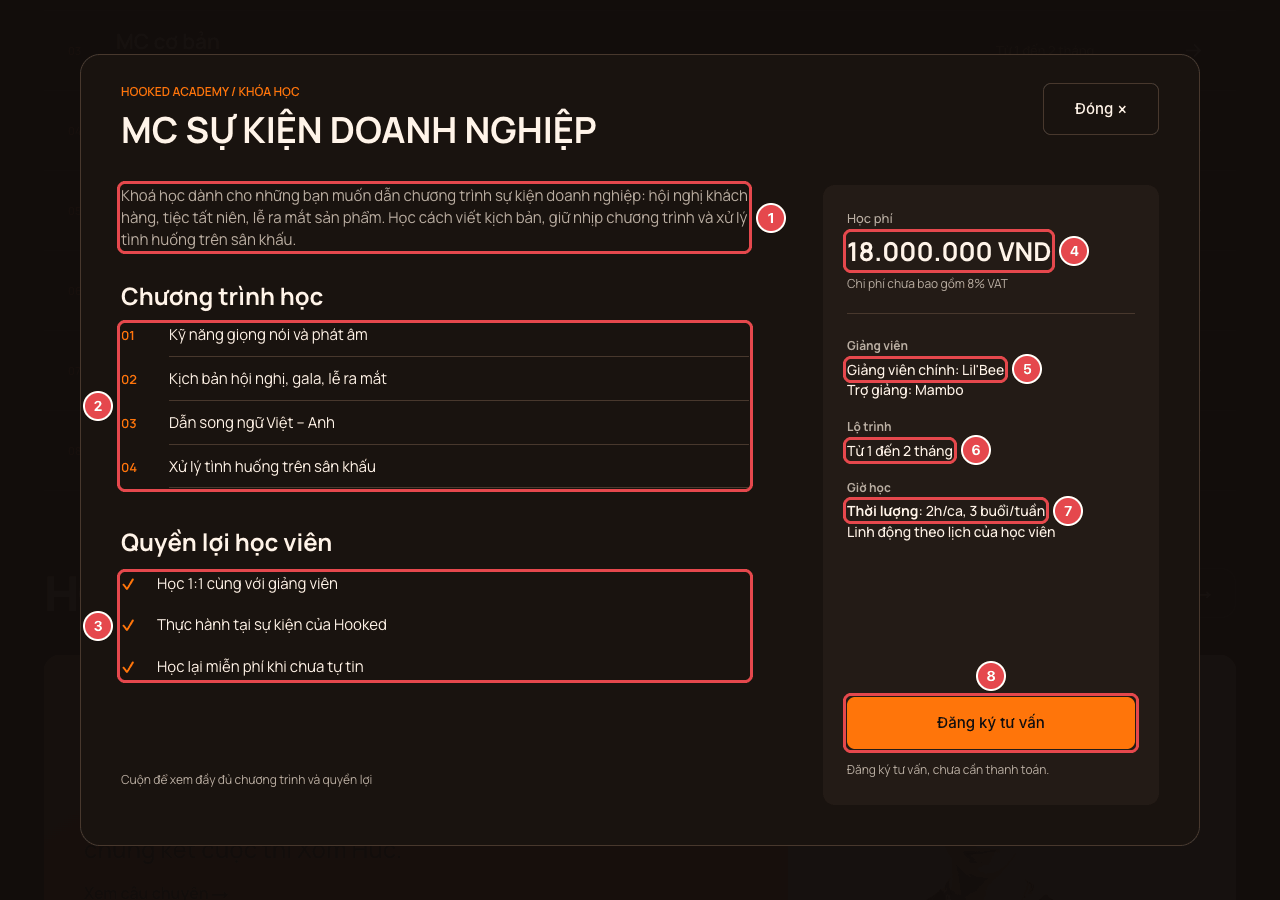 MC cơ bản
HOOKED ACADEMY / KHÓA HỌC
MC SỰ KIỆN DOANH NGHIỆP
Đóng ×
Khoá học dành cho những bạn muốn dẫn chương trình sự kiện doanh nghiệp: hội nghị khách
hàng, tiệc tất niên, lễ ra mắt sản phẩm. Học cách viết kịch bản, giữ nhịp chương trình và xử lý
tình huống trên sân khấu.
1
Chương trình học
2
01 Kỹ năng giọng nói và phát âm
02 Kịch bản hội nghị, gala, lễ ra mắt
03 Dẫn song ngữ Việt – Anh
04 Xử lý tình huống trên sân khấu
Quyền lợi học viên
3
Học 1:1 cùng với giảng viên
Thực hành tại sự kiện của Hooked
Học lại miễn phí khi chưa tự tin
Cuộn để xem đầy đủ chương trình và quyền lợi
Học phí
18.000.000 VND
4
Chi phí chưa bao gồm 8% VAT
Giảng viên
Giảng viên chính: Lil'Bee
5
Trợ giảng: Mambo
Lộ trình
Từ 1 đến 2 tháng
6
Giờ học
Thời lượng: 2h/ca, 3 buổi/tuần
7
Linh động theo lịch của học viên
8
Đăng ký tư vấn
Đăng ký tư vấn, chưa cần thanh toán.